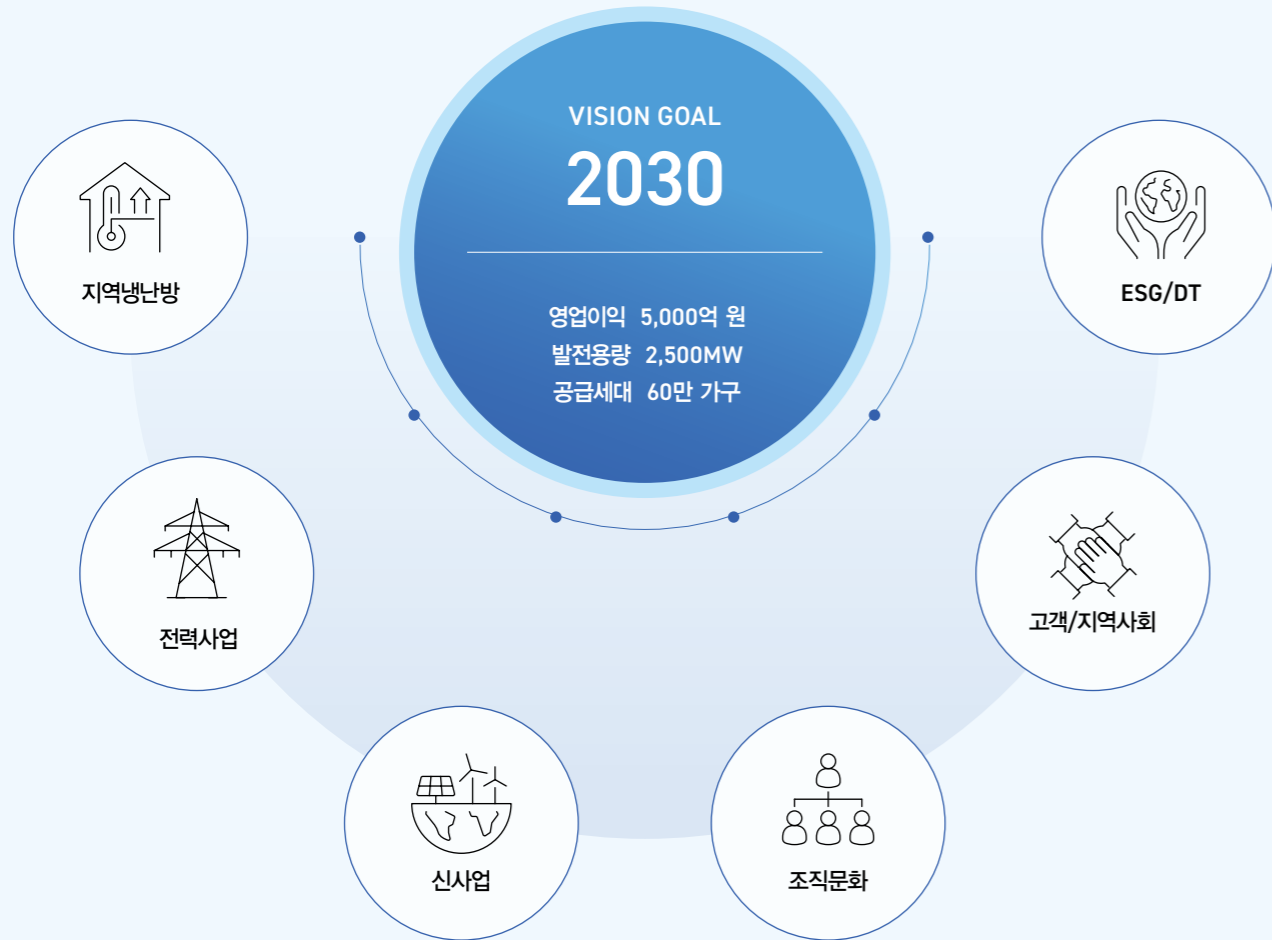 VISION GOAL
2030
영업이익 5,000억 원
발전용량 2,500MW
공급세대 60만 가구
지역냉난방
ESG/DT
전력사업
고객/지역사회
신사업
조직문화